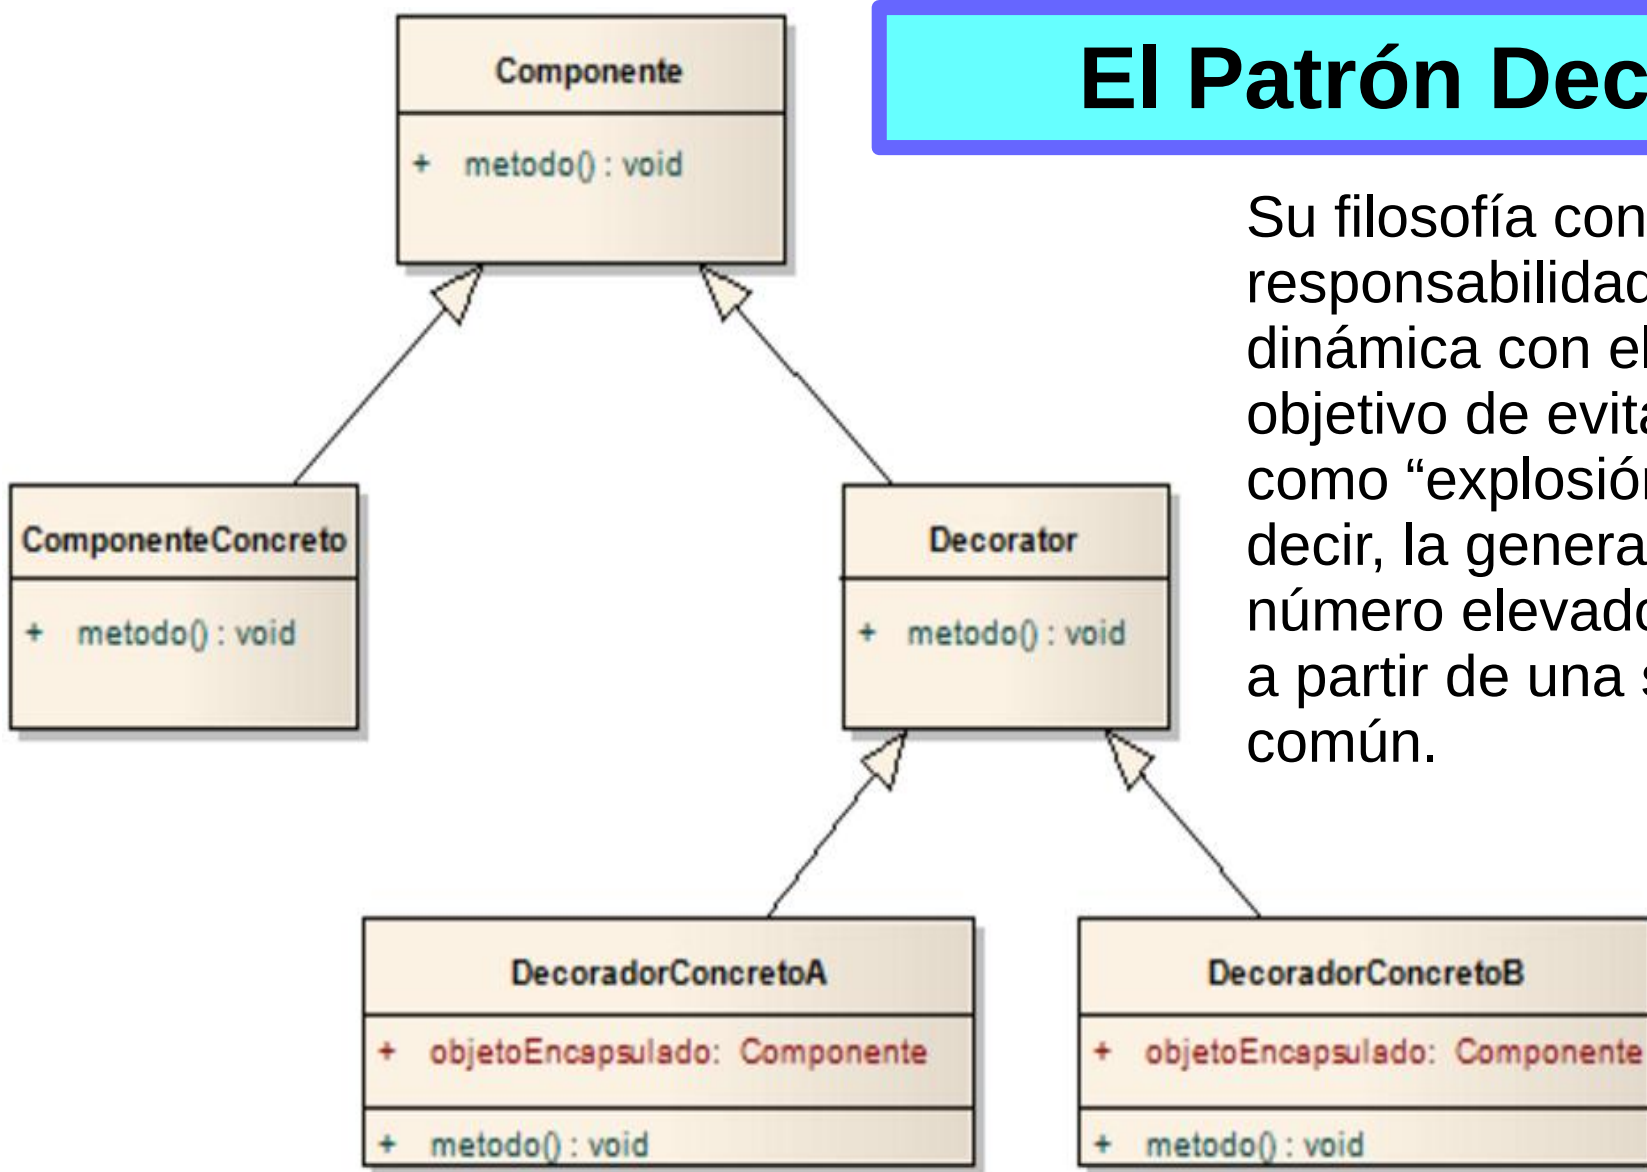 El Patrón Dec
Componente
+ metodo() : void
Su filosofía con
responsabilidad
dinámica con el
objetivo de evita
como “explosión
decir, la genera
número elevado
a partir de una s
común.
ComponenteConcreto
+ metodo() : void
Decorator
+ metodo() : void
DecoradorConcretoA
+ objetoEncapsulado: Componente
+ metodo() : void
DecoradorConcretoB
+ objetoEncapsulado: Componente
+ metodo() : void